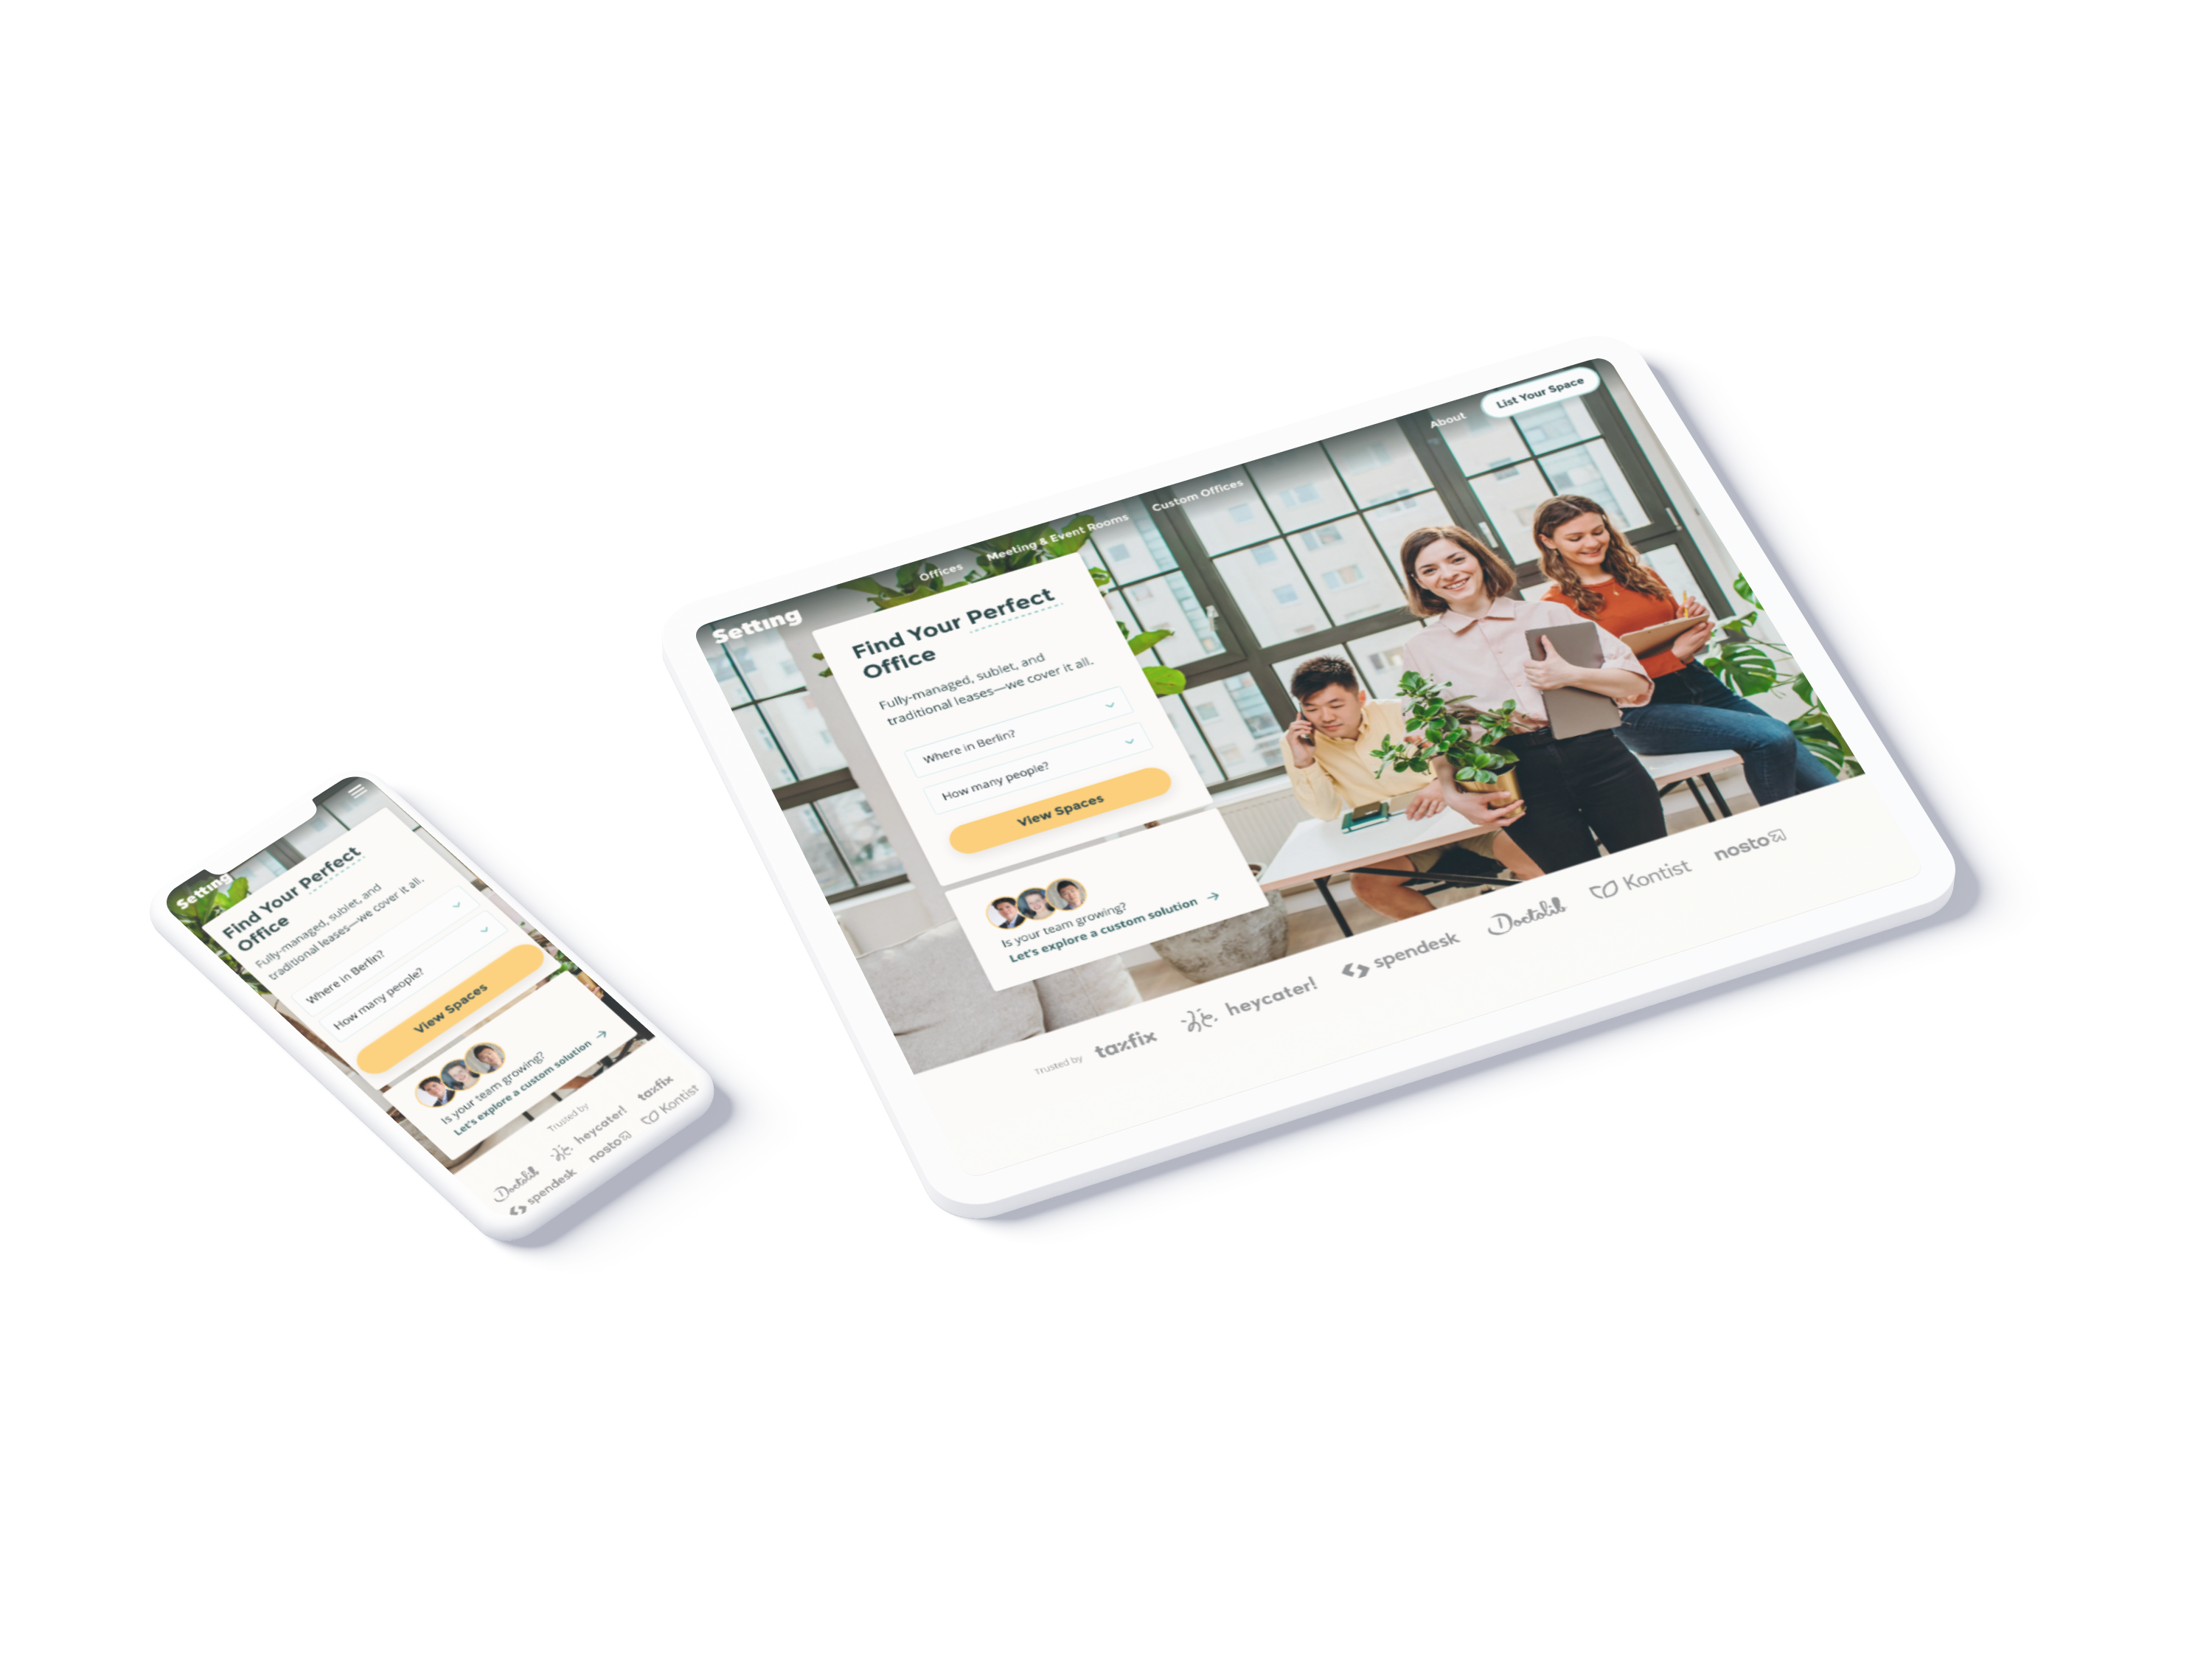 Setting
Offices
Meeting & Event Rooms
Custom Offices
About
List Your Space
Find Your Perfect
Office
Fully-managed, sublet, and
traditional leases—we cover it all.
Where in Berlin?
How many people?
View Spaces
Is your team growing?
Let's explore a custom solution →
Trusted by
taxfix
heycater!
spendesk
Doctolib
Kontist
nosto
Setting
Find Your Perfect
Office
Fully-managed, sublet, and
traditional leases—we cover it all.
Where in Berlin?
How many people?
View Spaces
Is your team growing?
Let's explore a custom solution →
Trusted by
Doctolib
heycater!
taxfix
spendesk
nosto
Kontist